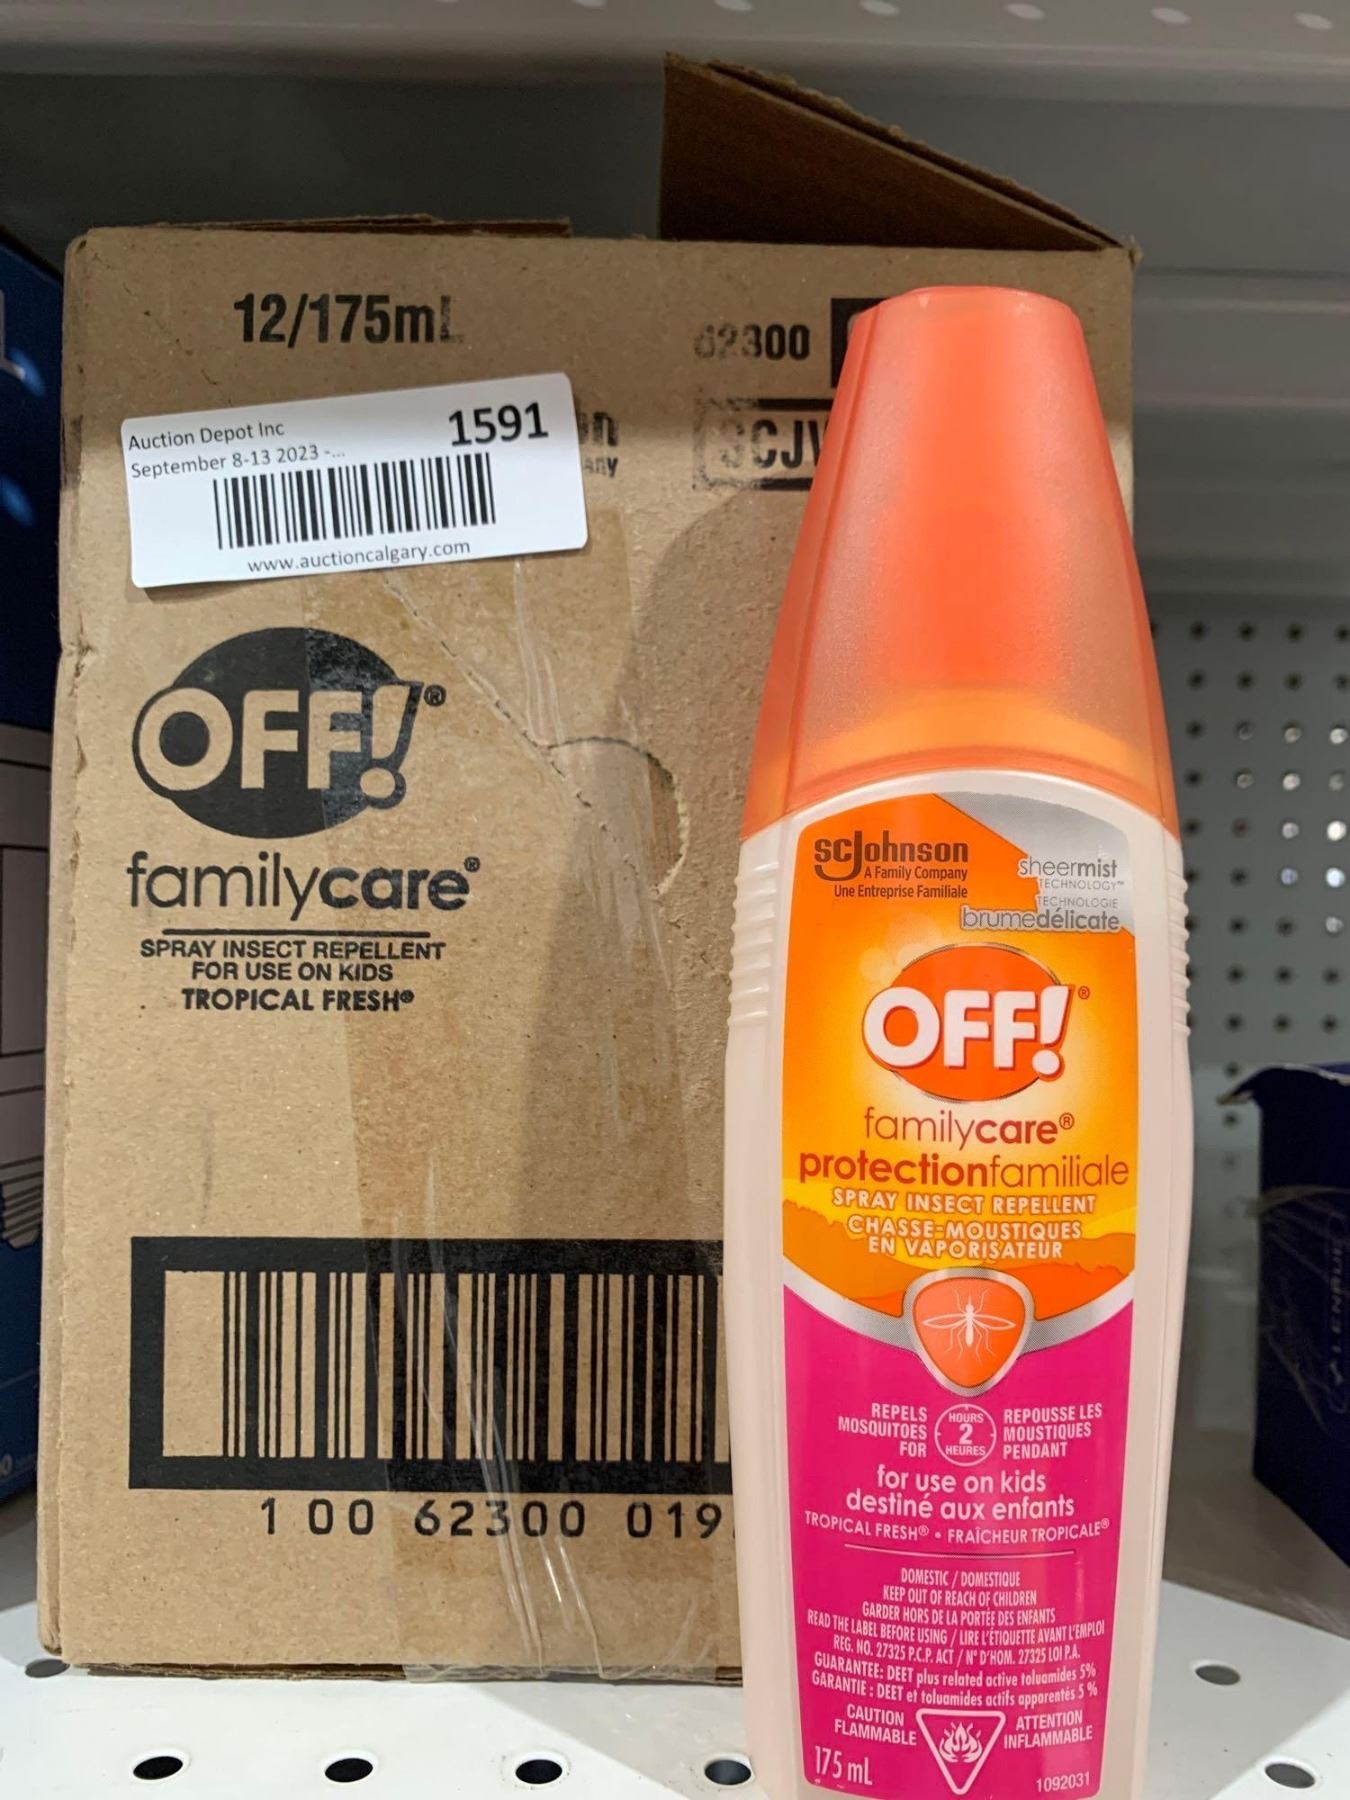 12/175mL
62300
Auction Depot Inc
1591
September 8-13 2023 -...
www.auctioncalgary.com
OFF!®
familycare®
SPRAY INSECT REPELLENT
FOR USE ON KIDS
TROPICAL FRESH®
1 00 62300 019
scJohnson
A Family Company
Une Entreprise Familiale
sheermist
TECHNOLOGY™
TECHNOLOGIE
brumedélicate
OFF!®
familycare®
protectionfamiliale
SPRAY INSECT REPELLENT
CHASSE-MOUSTIQUES
EN VAPORISATEUR
REPELS
MOSQUITOES
FOR
HOURS
2
HEURES
REPOUSSE LES
MOUSTIQUES
PENDANT
for use on kids
destiné aux enfants
TROPICAL FRESH® • FRAÎCHEUR TROPICALE®
DOMESTIC / DOMESTIQUE
KEEP OUT OF REACH OF CHILDREN
GARDER HORS DE LA PORTÉE DES ENFANTS
READ THE LABEL BEFORE USING / LIRE L'ÉTIQUETTE AVANT L'EMPLOI
REG. NO. 27325 P.C.P. ACT / N° D'HOM. 27325 LOI P.A.
GUARANTEE: DEET plus related active toluamides 5%
GARANTIE : DEET et toluamides actifs apparentés 5 %
CAUTION
FLAMMABLE
ATTENTION
INFLAMMABLE
175 mL
1092031